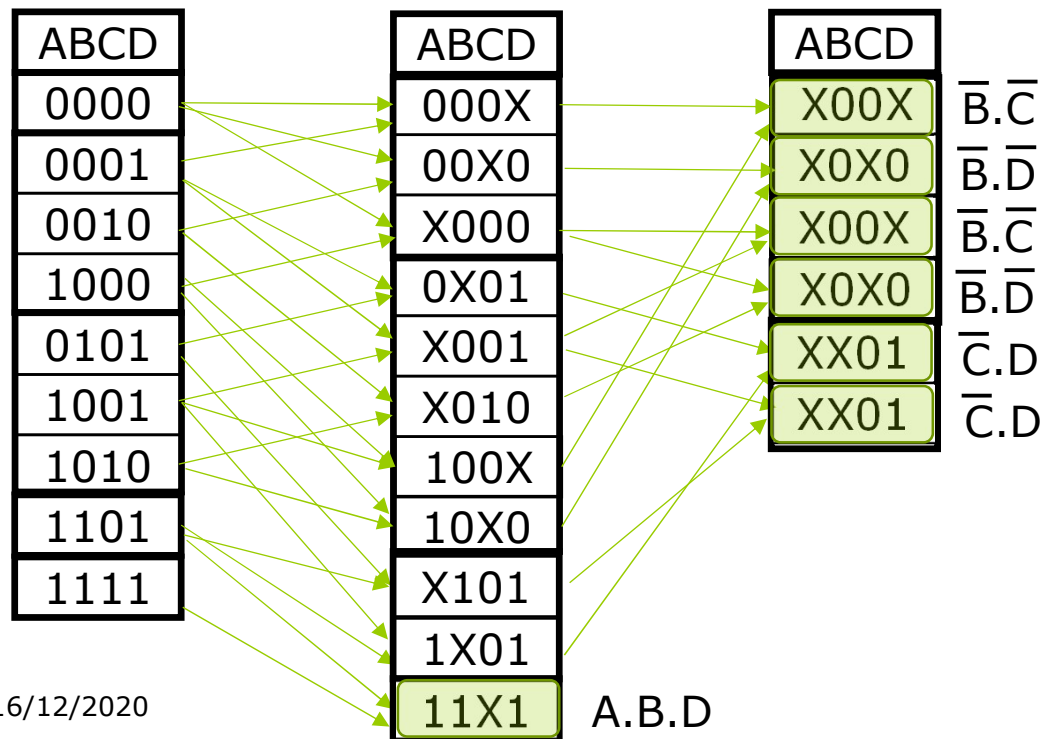 ABCD
0000
0001
0010
1000
0101
1001
1010
1101
1111
ABCD
000X
00X0
X000
0X01
X001
X010
100X
10X0
X101
1X01
11X1 A.B.D
ABCD
X00X B̅.C̅
X0X0 B̅.D̅
X00X B̅.C̅
X0X0 B̅.D̅
XX01 C̅.D
XX01 C̅.D
16/12/2020